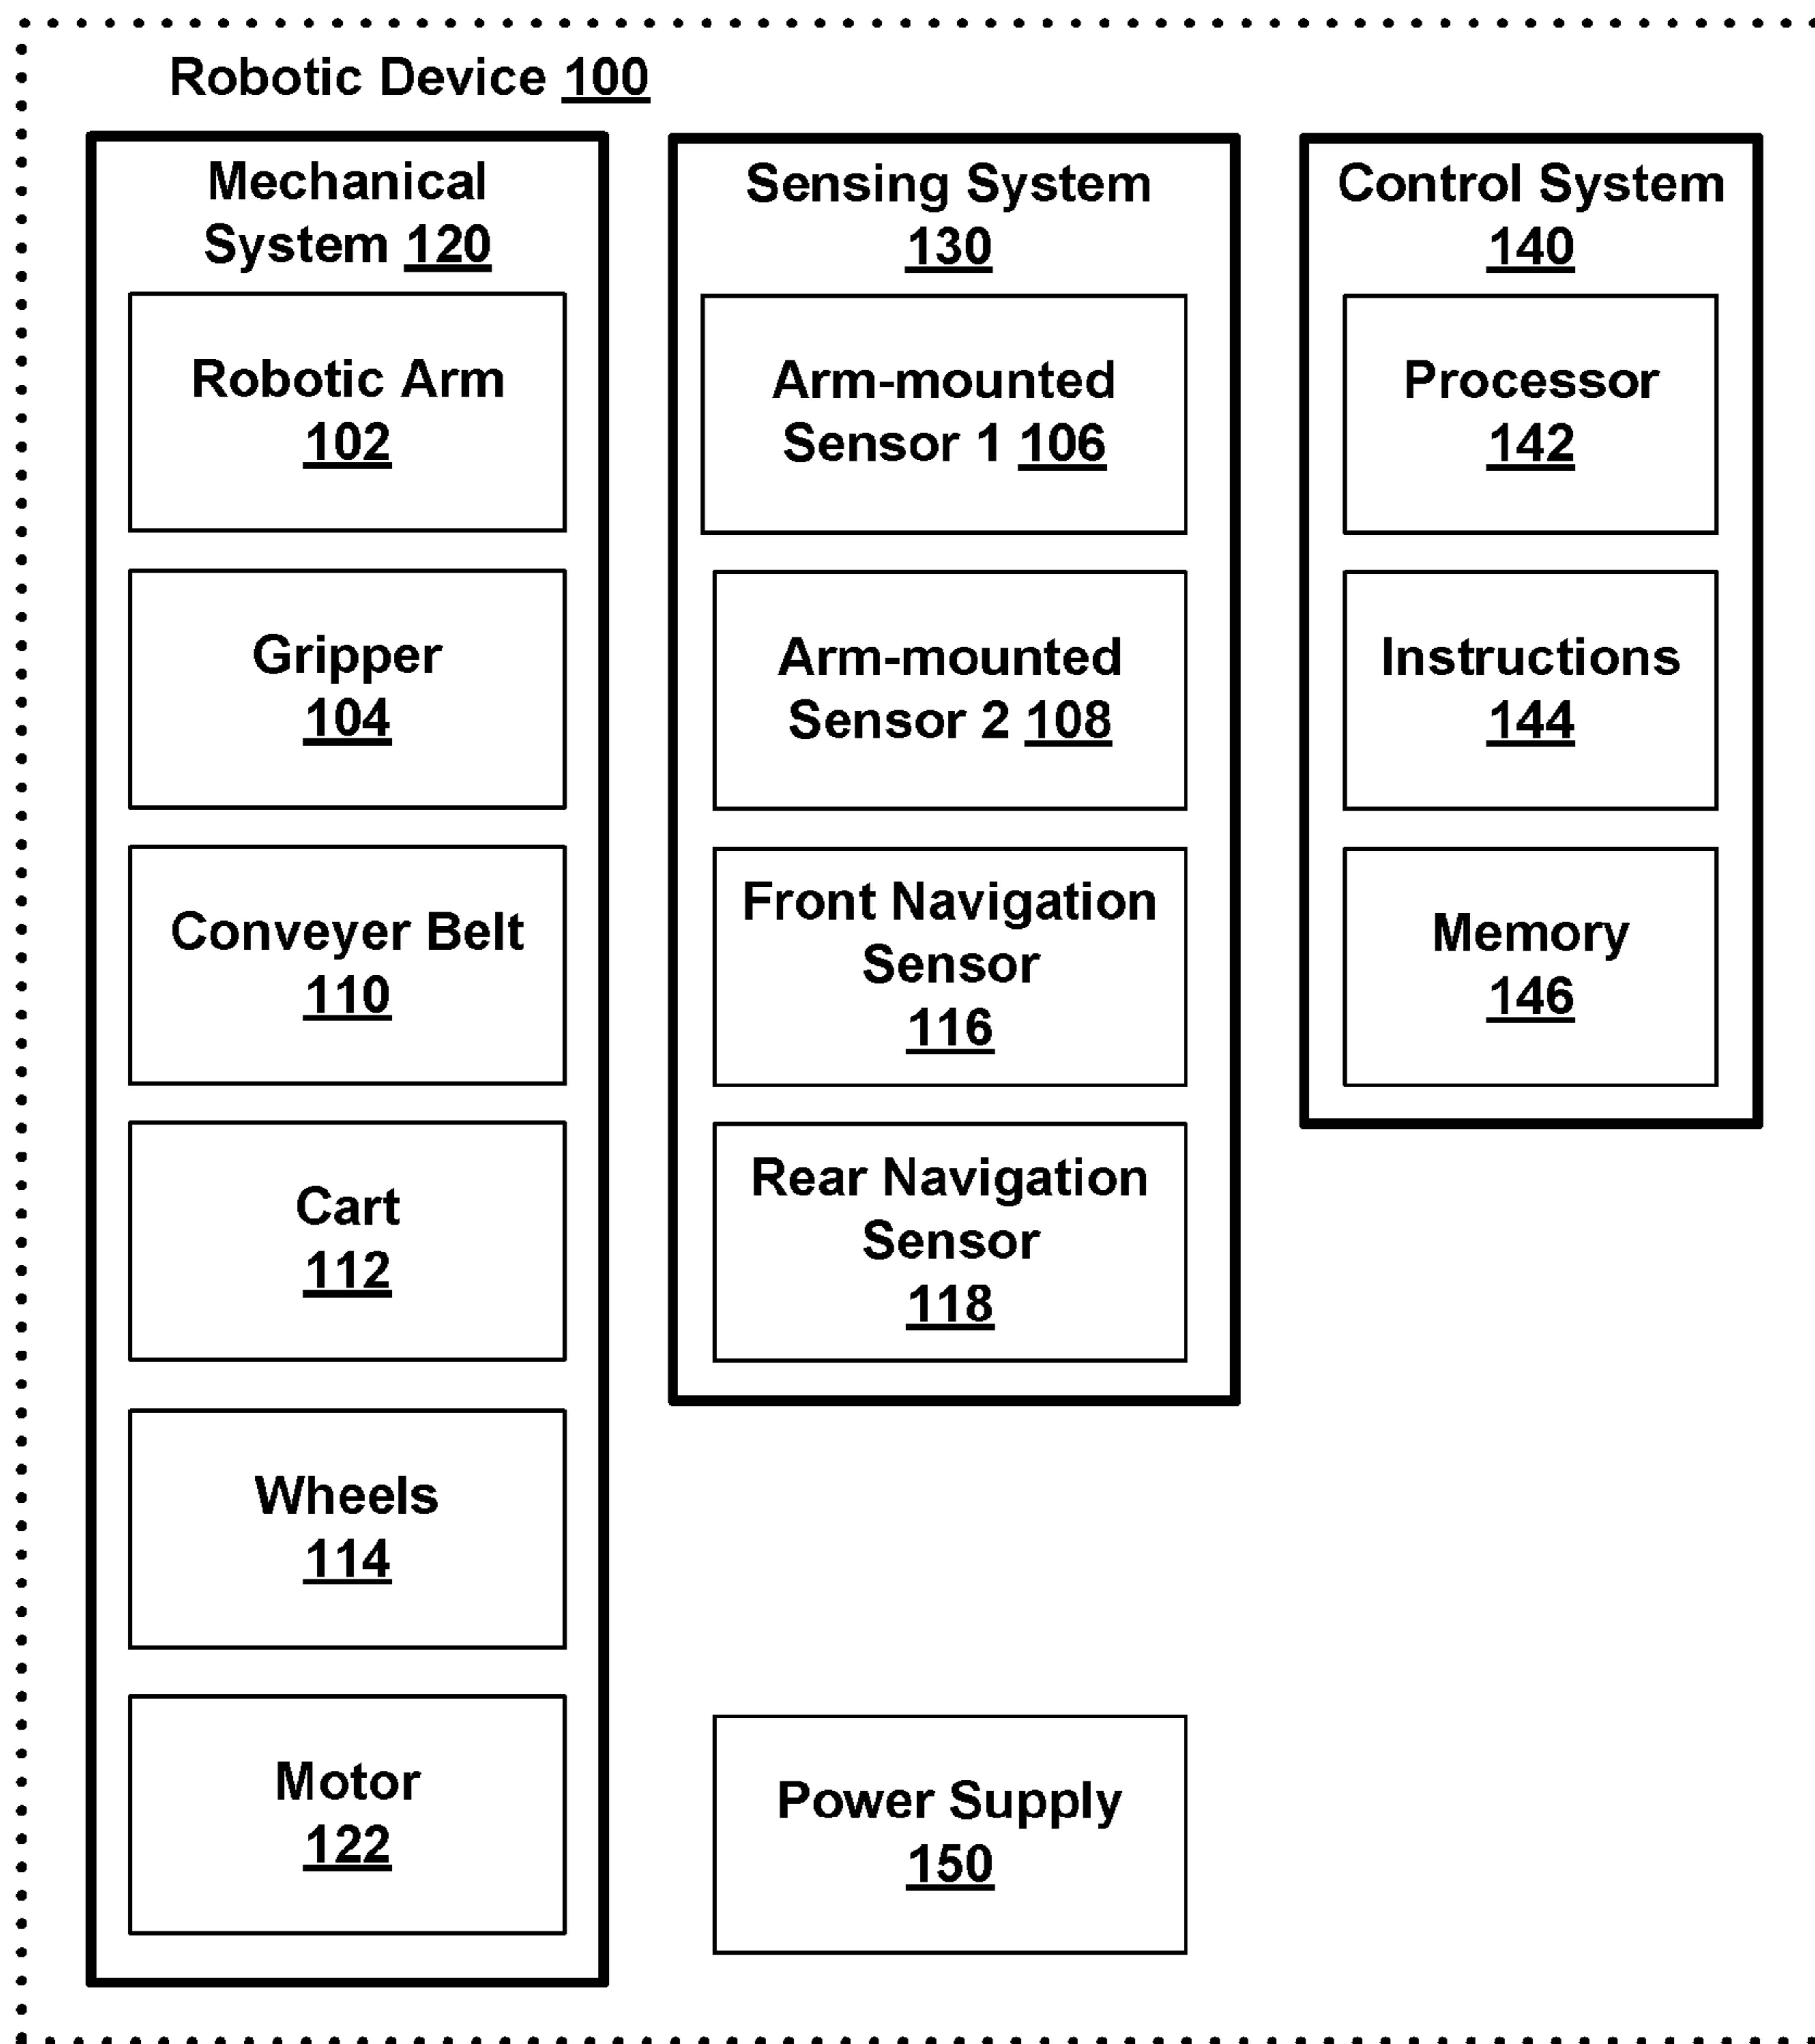 Robotic Device 100
Mechanical
System 120
Robotic Arm
102
Gripper
104
Conveyer Belt
110
Cart
112
Wheels
114
Motor
122
Sensing System
130
Arm-mounted
Sensor 1 106
Arm-mounted
Sensor 2 108
Front Navigation
Sensor
116
Rear Navigation
Sensor
118
Power Supply
150
Control System
140
Processor
142
Instructions
144
Memory
146